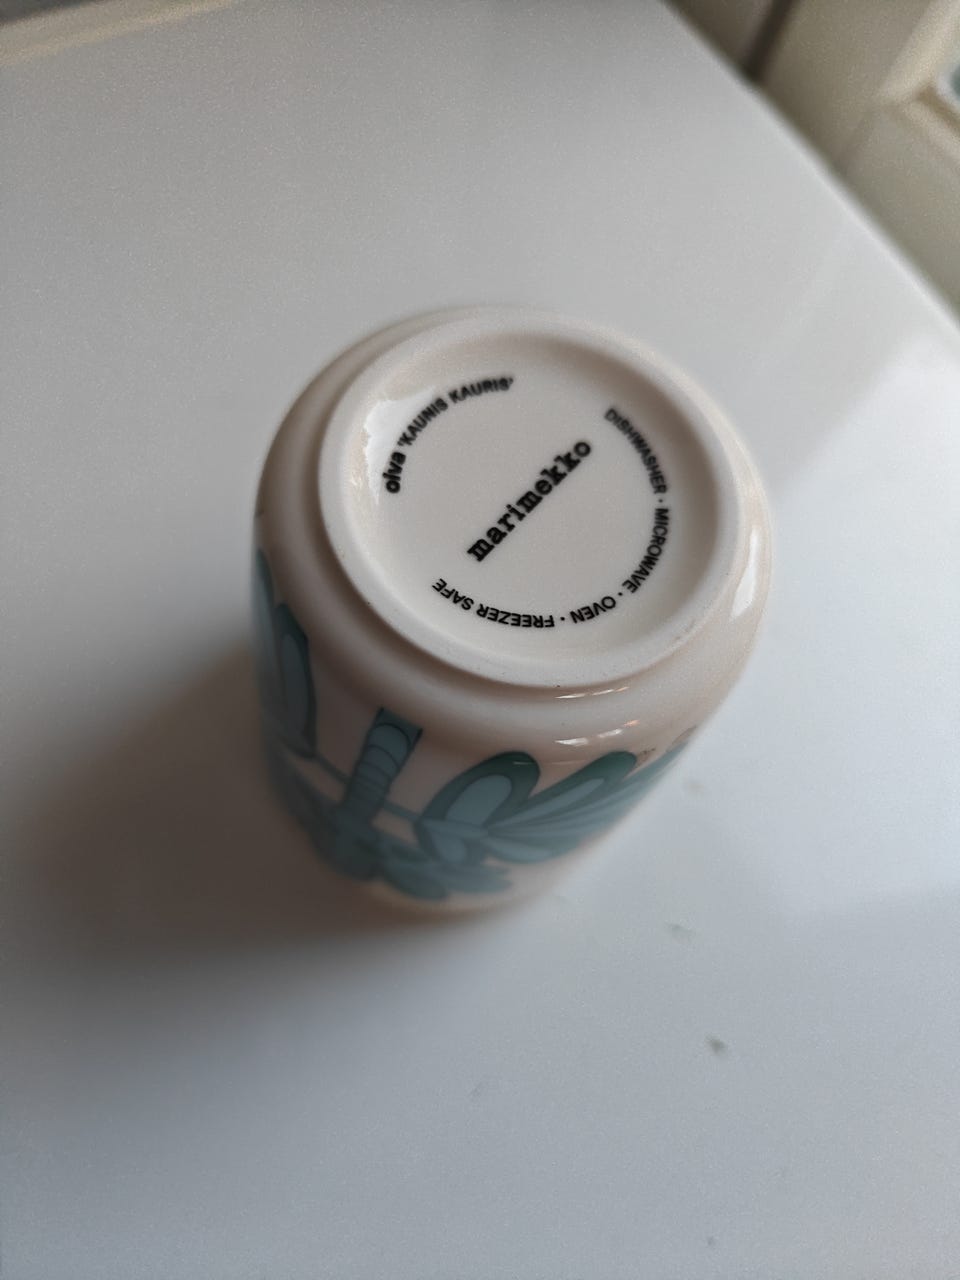 oiva 'KAUNIS KAURIS'
marimekko
DISHWASHER · MICROWAVE · OVEN · FREEZER SAFE